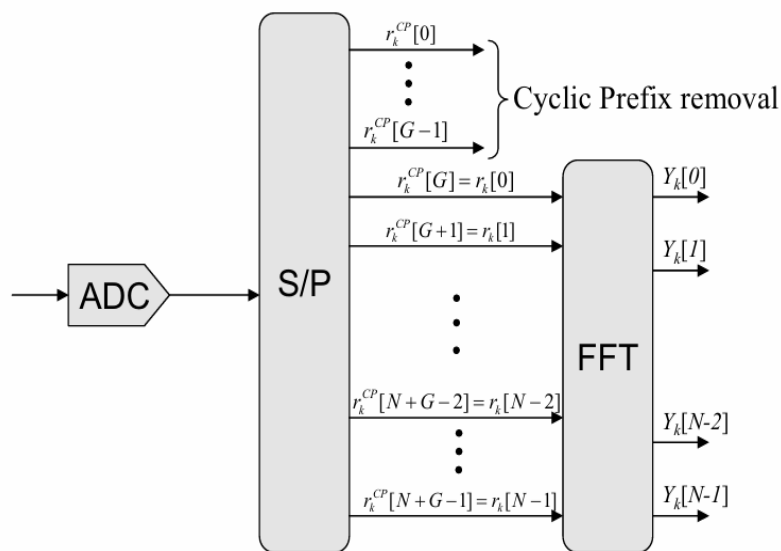 r_k^{CP}[0]
Cyclic Prefix removal
r_k^{CP}[G−1]
r_k^{CP}[G] = r_k[0]
Y_k[0]
r_k^{CP}[G+1] = r_k[1]
Y_k[1]
ADC
S/P
FFT
r_k^{CP}[N+G−2] = r_k[N−2]
Y_k[N-2]
r_k^{CP}[N+G−1] = r_k[N−1]
Y_k[N-1]